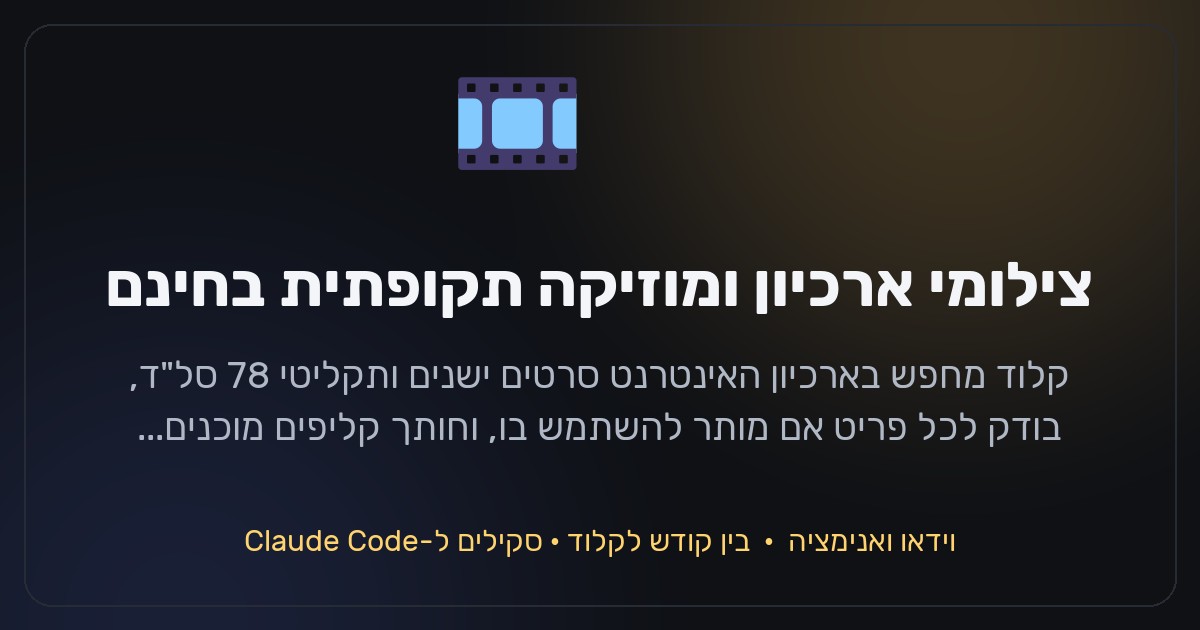 צילומי ארכיון ומוזיקה תקופתית בחינם
קלוד מחפש בארכיון האינטרנט סרטים ישנים ותקליטי 78 סל"ד,
בודק לכל פריט אם מותר להשתמש בו, וחותך קליפים מוכנים...
וידאו ואנימציה • בין קודש לקלוד • סקילים ל-Claude Code